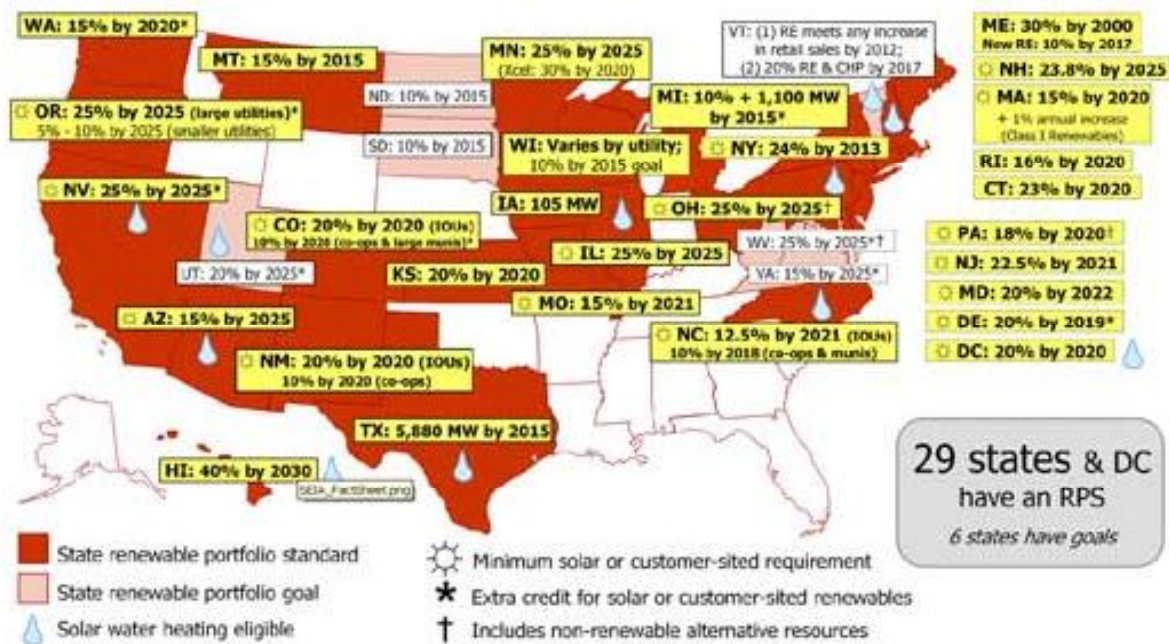 WA: 15% by 2020*
MT: 15% by 2015
MN: 25% by 2025
(Xcel: 30% by 2020)
VT: (1) RE meets any increase
in retail sales by 2012;
(2) 20% RE & CHP by 2017
ME: 30% by 2000
New RE: 10% by 2017
NH: 23.8% by 2025
MA: 15% by 2020
+ 1% annual increase
(Class I Renewables)
RI: 16% by 2020
CT: 23% by 2020
ND: 10% by 2015
OR: 25% by 2025 (large utilities)*
5% - 10% by 2025 (smaller utilities)
MI: 10% + 1,100 MW
by 2015*
SD: 10% by 2015
WI: Varies by utility;
10% by 2015 goal
NY: 24% by 2013
NV: 25% by 2025*
IA: 105 MW
OH: 25% by 2025†
CO: 20% by 2020 (IOUs)
10% by 2020 (co-ops & large munis)*
WV: 25% by 2025*†
PA: 18% by 2020†
UT: 20% by 2025*
KS: 20% by 2020
IL: 25% by 2025
VA: 15% by 2025*
NJ: 22.5% by 2021
MO: 15% by 2021
MD: 20% by 2022
AZ: 15% by 2025
NC: 12.5% by 2021 (IOUs)
10% by 2018 (co-ops & munis)
DE: 20% by 2019*
DC: 20% by 2020
NM: 20% by 2020 (IOUs)
10% by 2020 (co-ops)
TX: 5,880 MW by 2015
HI: 40% by 2030
SEIA_FactSheet.png
29 states & DC
have an RPS
6 states have goals
State renewable portfolio standard
State renewable portfolio goal
Solar water heating eligible
Minimum solar or customer-sited requirement
* Extra credit for solar or customer-sited renewables
† Includes non-renewable alternative resources